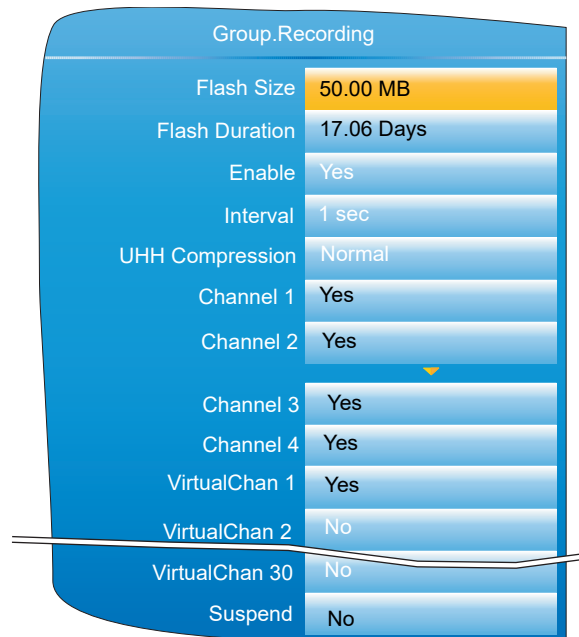 Group.Recording
Flash Size 50.00 MB
Flash Duration 17.06 Days
Enable Yes
Interval 1 sec
UHH Compression Normal
Channel 1 Yes
Channel 2 Yes
Channel 3 Yes
Channel 4 Yes
VirtualChan 1 Yes
VirtualChan 2 No
VirtualChan 30 No
Suspend No